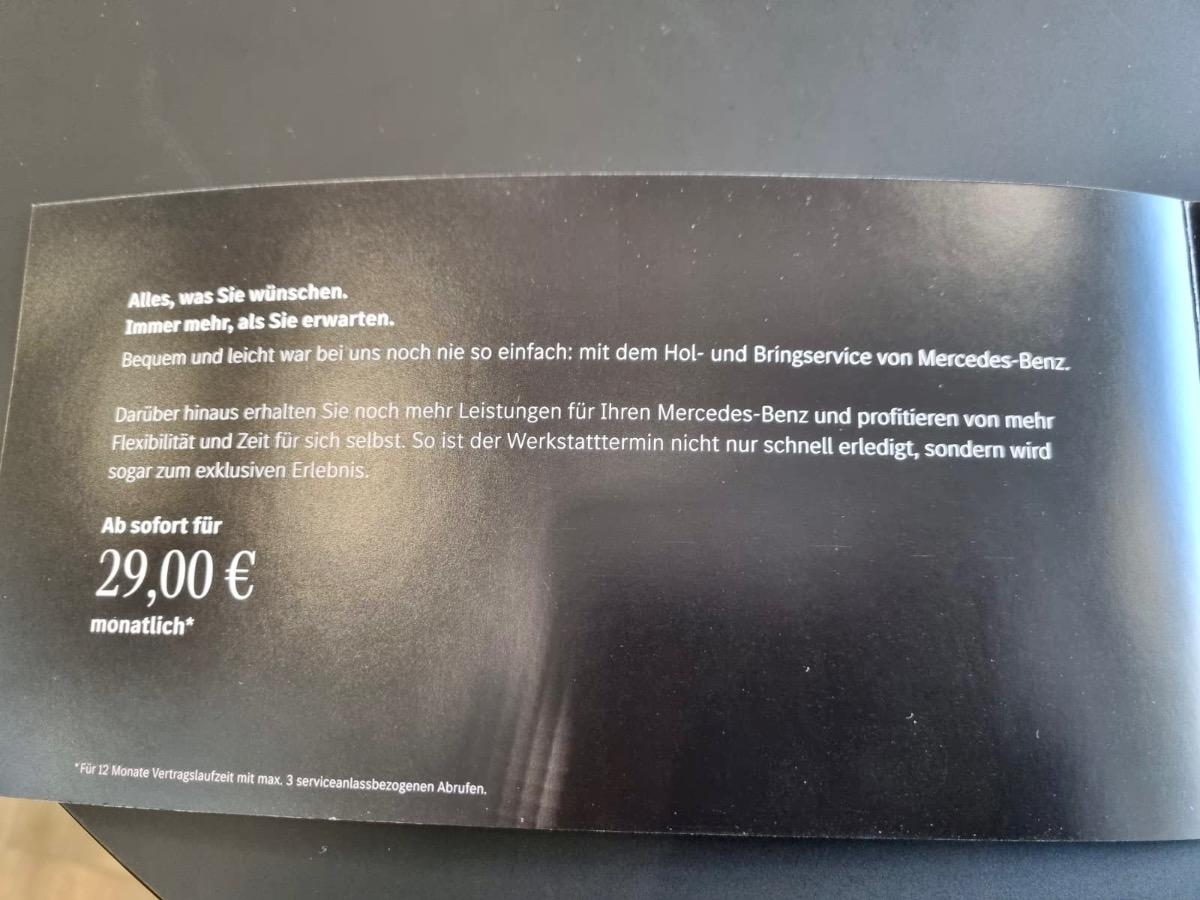 Alles, was Sie wünschen.
Immer mehr, als Sie erwarten.
Bequem und leicht war bei uns noch nie so einfach: mit dem Hol- und Bringservice von Mercedes-Benz.
Darüber hinaus erhalten Sie noch mehr Leistungen für Ihren Mercedes-Benz und profitieren von mehr
Flexibilität und Zeit für sich selbst. So ist der Werkstatttermin nicht nur schnell erledigt, sondern wird
sogar zum exklusiven Erlebnis.
Ab sofort für
29,00 €
monatlich*
*Für 12 Monate Vertragslaufzeit mit max. 3 serviceanlassbezogenen Abrufen.